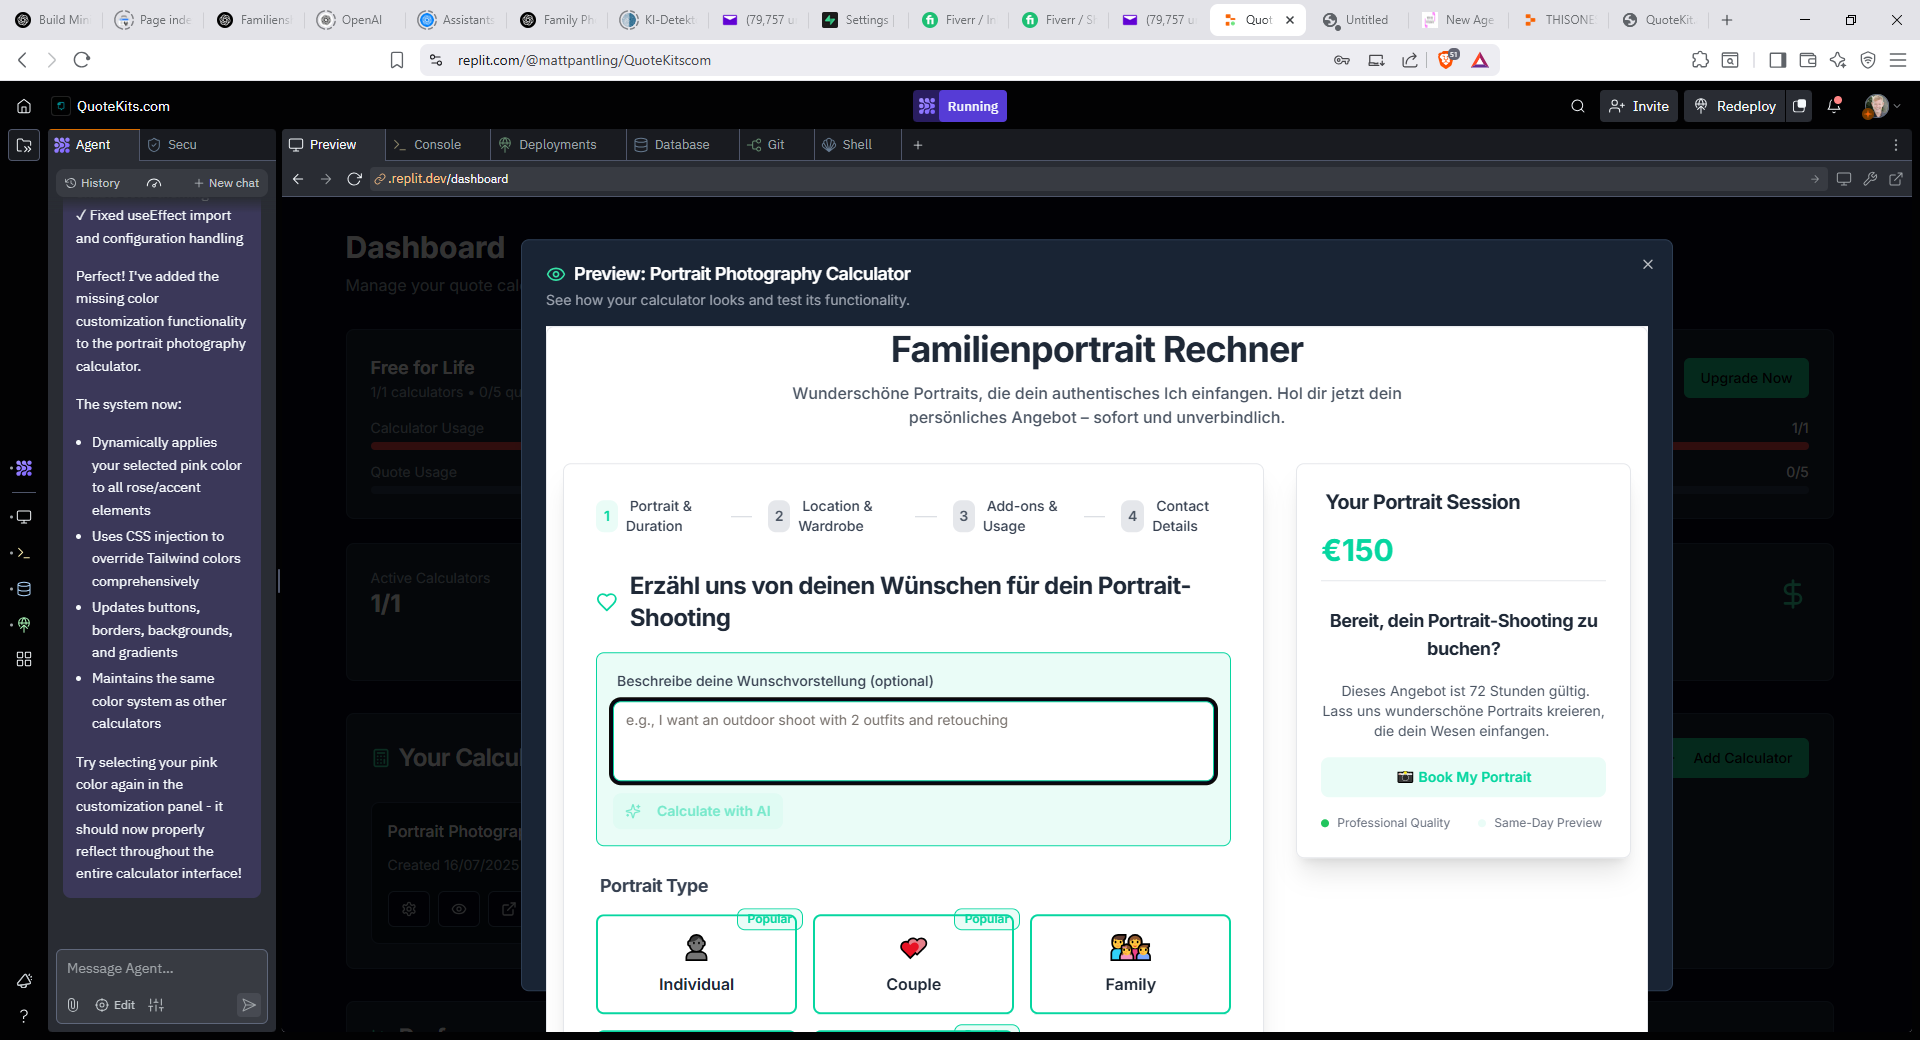 Build Min
Page inde
Familiens
OpenAI
Assistants
Family Ph
KI-Detekt
(79,757 u
Settings
Fiverr / In
Fiverr / S
(79,757 u
Quot
Untitled
New Age
THISONE
QuoteKit.
replit.com/@mattpantling/QuoteKitscom
51
QuoteKits.com
Running
Invite
Redeploy
Agent
Secu
Preview
Console
Deployments
Database
Git
Shell
History
New chat
.replit.dev/dashboard
✓ Fixed useEffect import
and configuration handling
Perfect! I've added the
missing color
customization functionality
to the portrait photography
calculator.
The system now:
• Dynamically applies
your selected pink color
to all rose/accent
elements
• Uses CSS injection to
override Tailwind colors
comprehensively
• Updates buttons,
borders, backgrounds,
and gradients
• Maintains the same
color system as other
calculators
Try selecting your pink
color again in the
customization panel - it
should now properly
reflect throughout the
entire calculator interface!
Message Agent...
Edit
Dashboard
Manage your quote cal
Free for Life
1/1 calculators • 0/5 qu
Calculator Usage
Quote Usage
Upgrade Now
1/1
0/5
Active Calculators
1/1
Your Calcu
Add Calculator
Portrait Photograp
Created 16/07/2025
Preview: Portrait Photography Calculator
See how your calculator looks and test its functionality.
Familienportrait Rechner
Wunderschöne Portraits, die dein authentisches Ich einfangen. Hol dir jetzt dein
persönliches Angebot – sofort und unverbindlich.
1 Portrait &
Duration
2 Location &
Wardrobe
3 Add-ons &
Usage
4 Contact
Details
Erzähl uns von deinen Wünschen für dein Portrait-
Shooting
Beschreibe deine Wunschvorstellung (optional)
e.g., I want an outdoor shoot with 2 outfits and retouching
Calculate with AI
Portrait Type
Popular
Individual
Popular
Couple
Family
Your Portrait Session
€150
Bereit, dein Portrait-Shooting zu
buchen?
Dieses Angebot ist 72 Stunden gültig.
Lass uns wunderschöne Portraits kreieren,
die dein Wesen einfangen.
Book My Portrait
Professional Quality
Same-Day Preview